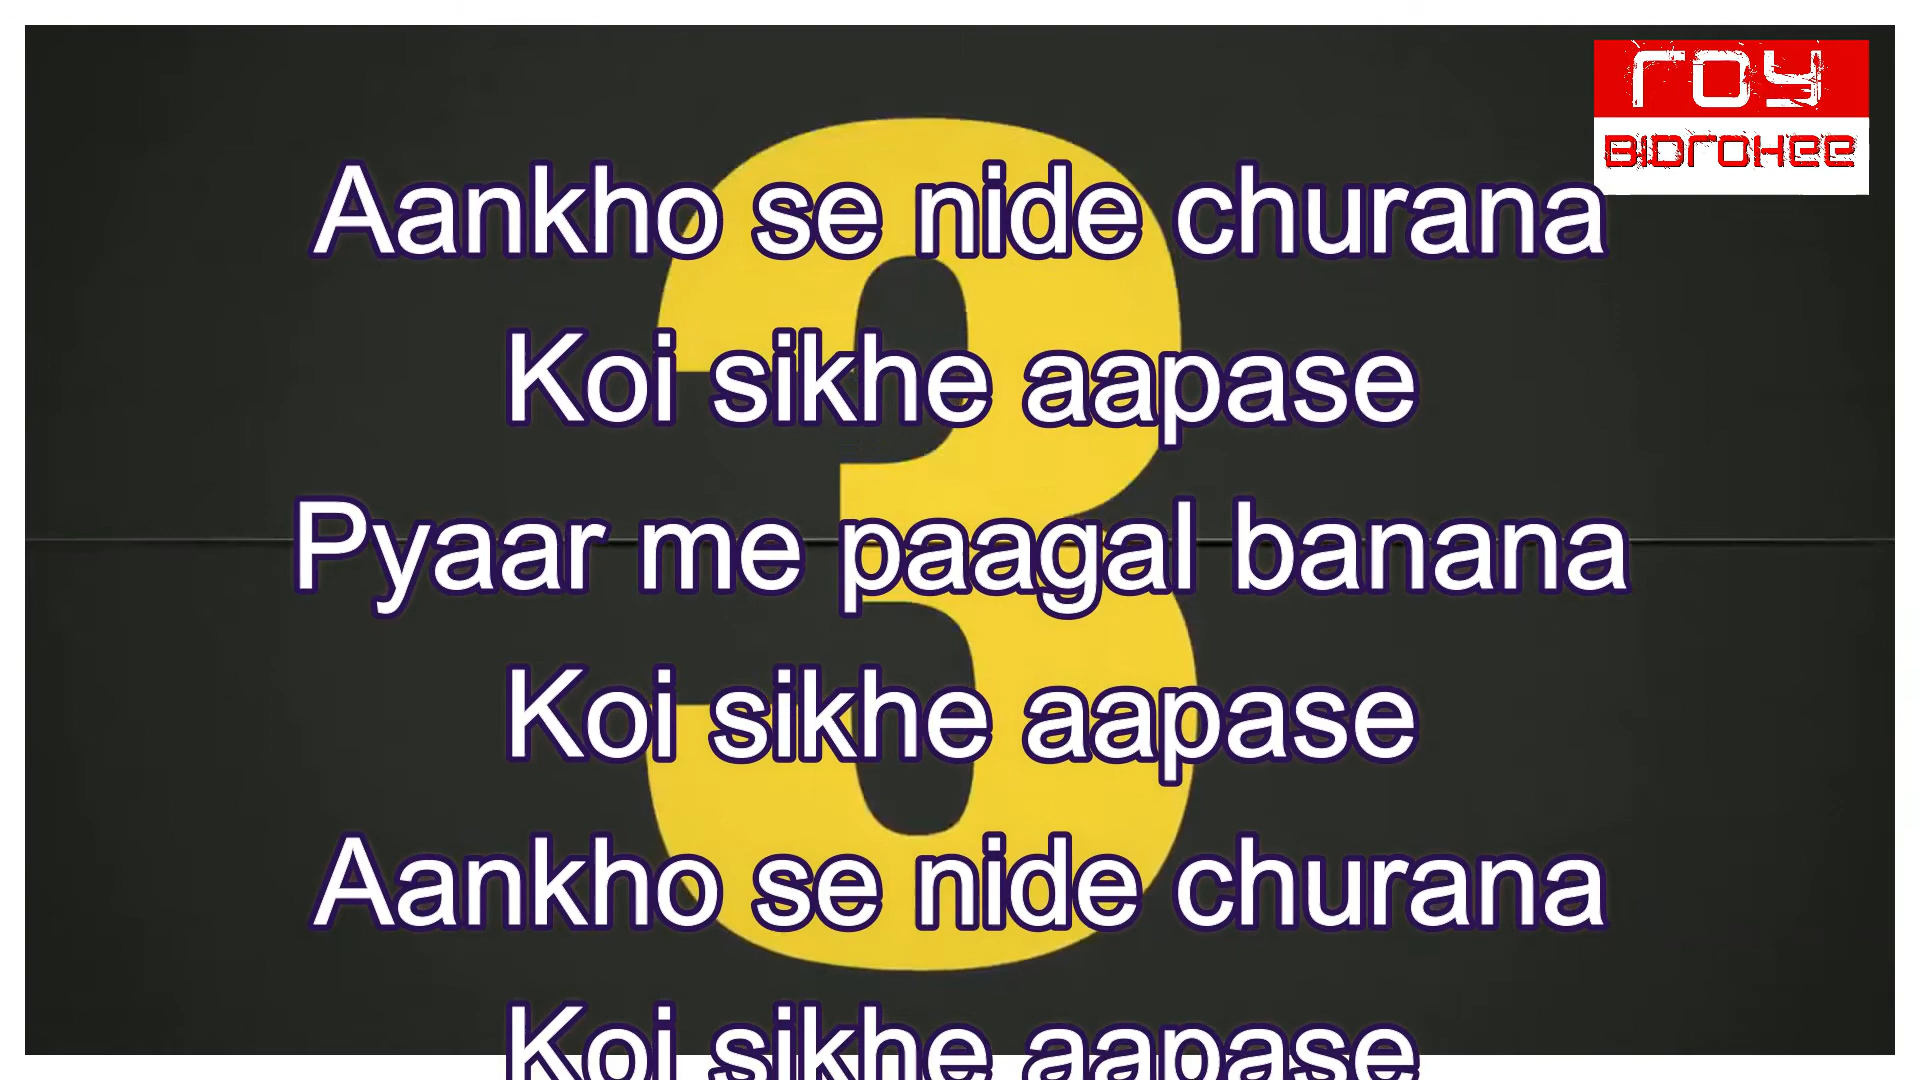 roy
BIDroHee
Aankho se nide churana
Koi sikhe aapase
3
Pyaar me paagal banana
Koi sikhe aapase
Aankho se nide churana
Koi sikhe aapase